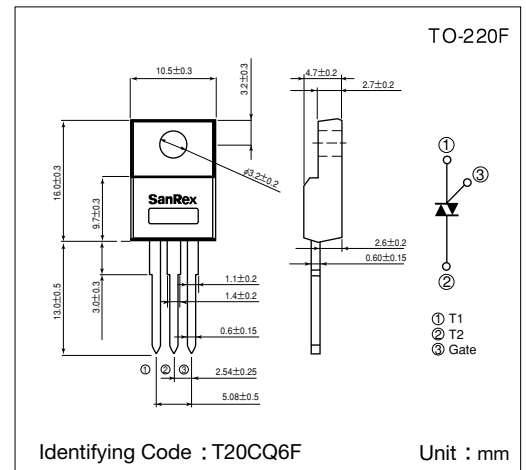 TO-220F
10.5±0.3
3.2±0.3
4.7±0.2
2.7±0.2
16.0±0.3
9.7±0.3
φ3.2±0.2
SanRex
①
③
②
2.6±0.2
0.60±0.15
13.0±0.5
3.0±0.3
1.1±0.2
1.4±0.2
0.6±0.15
① ② ③
2.54±0.25
5.08±0.5
① T1
② T2
③ Gate
Identifying Code：T20CQ6F
Unit：mm